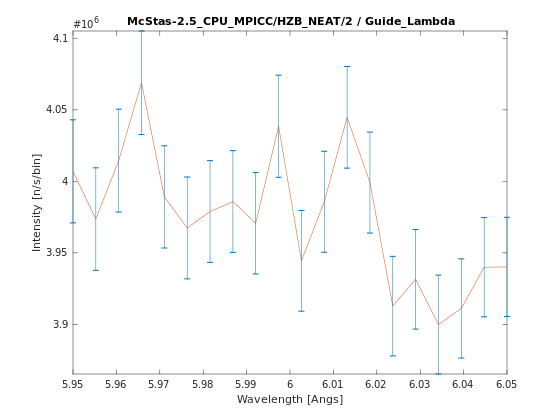 McStas-2.5_CPU_MPICC/HZB_NEAT/2 / Guide_Lambda
#10^6
4.1
4.05
4
3.95
3.9
Intensity [n/s/bin]
5.95 5.96 5.97 5.98 5.99 6 6.01 6.02 6.03 6.04 6.05
Wavelength [Angs]